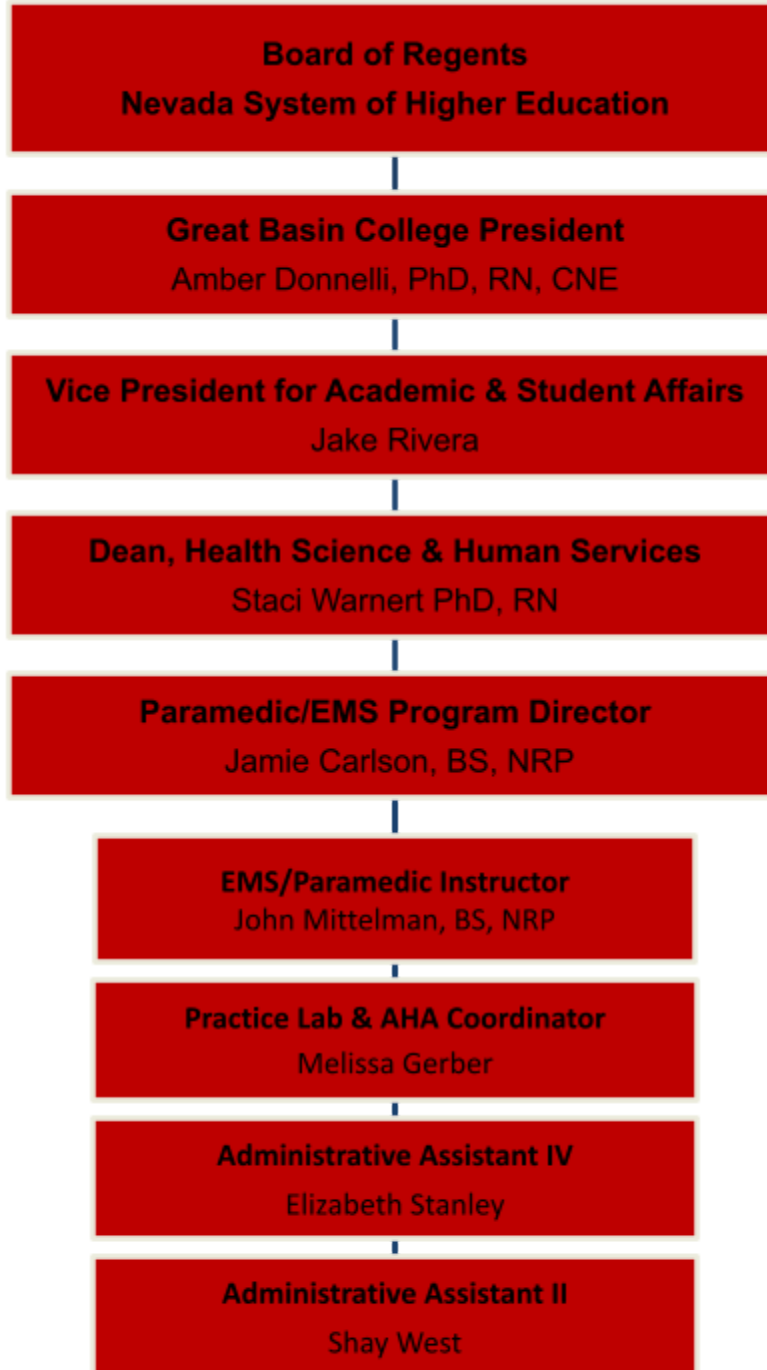 Board of Regents
Nevada System of Higher Education
Great Basin College President
Amber Donnelli, PhD, RN, CNE
Vice President for Academic & Student Affairs
Jake Rivera
Dean, Health Science & Human Services
Staci Warnert PhD, RN
Paramedic/EMS Program Director
Jamie Carlson, BS, NRP
EMS/Paramedic Instructor
John Mittelman, BS, NRP
Practice Lab & AHA Coordinator
Melissa Gerber
Administrative Assistant IV
Elizabeth Stanley
Administrative Assistant II
Shay West